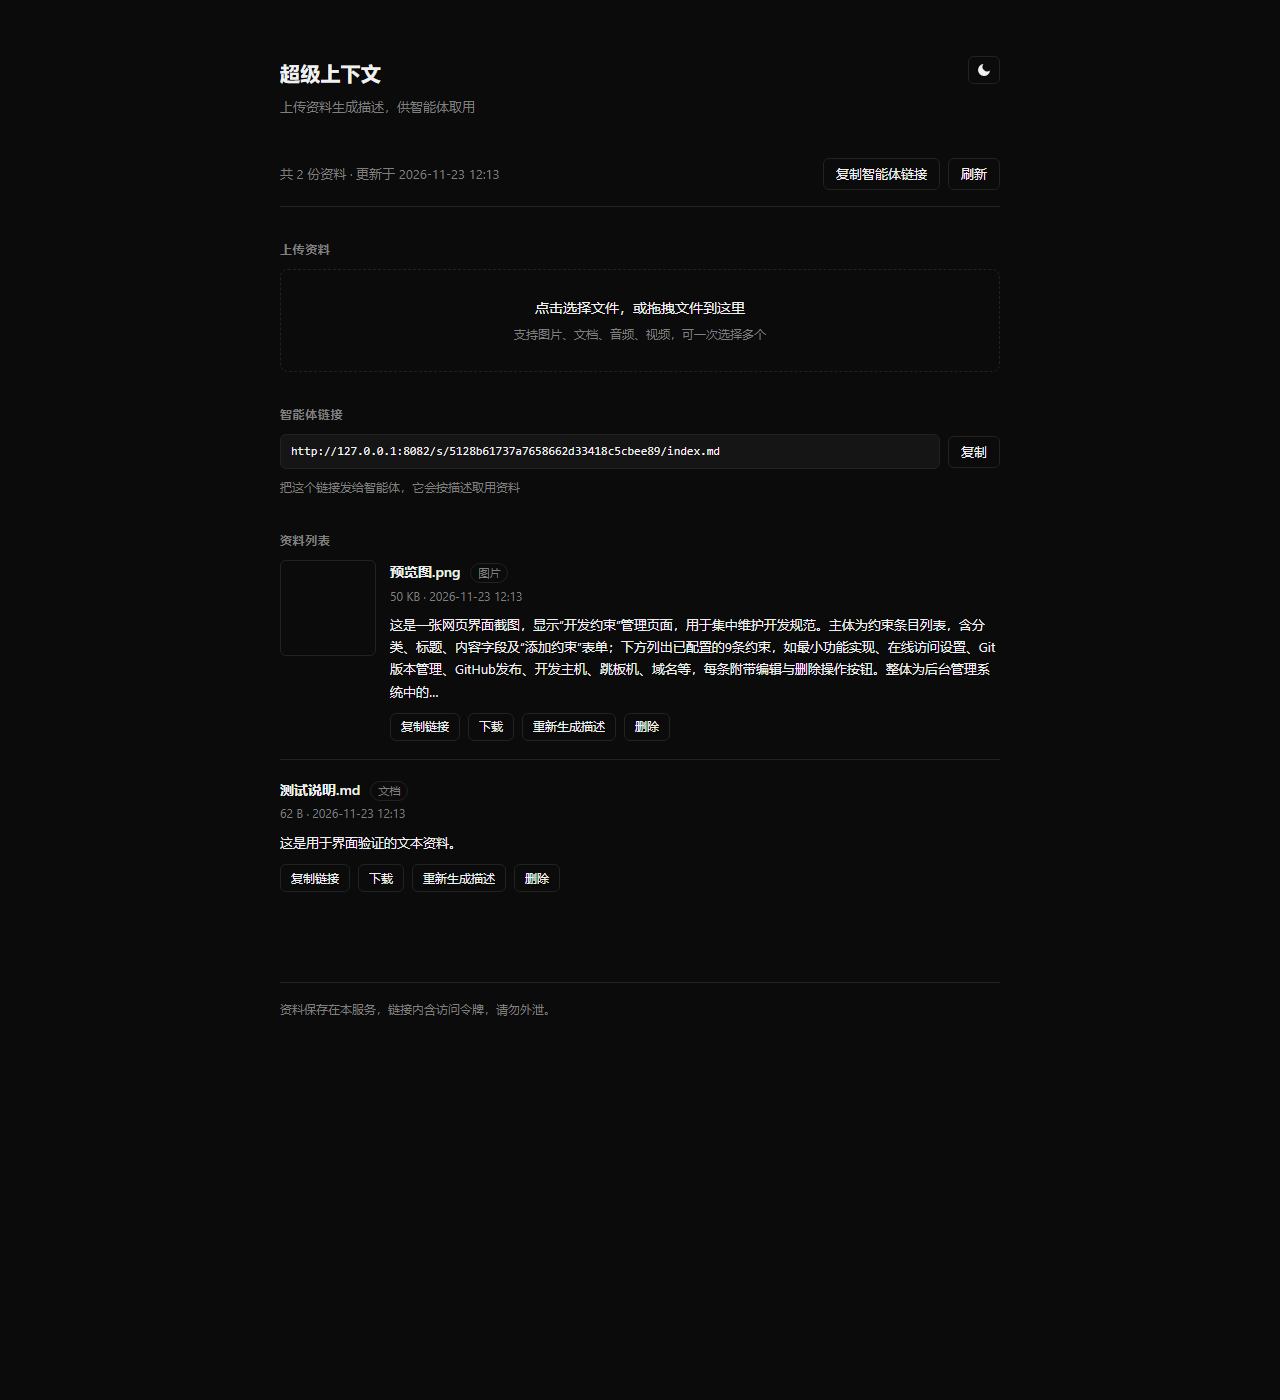 超级上下文
上传资料生成描述，供智能体取用
共 2 份资料 · 更新于 2026-11-23 12:13
复制智能体链接
刷新
上传资料
点击选择文件，或拖拽文件到这里
支持图片、文档、音频、视频，可一次选择多个
智能体链接
http://127.0.0.1:8082/s/5128b61737a7658662d33418c5cbee89/index.md
复制
把这个链接发给智能体，它会按描述取用资料
资料列表
预览图.png
图片
50 KB · 2026-11-23 12:13
这是一张网页界面截图，显示“开发约束”管理页面，用于集中维护开发规范。主体为约束条目列表，含分
类、标题、内容字段及“添加约束”表单；下方列出已配置的9条约束，如最小功能实现、在线访问设置、Git
版本管理、GitHub发布、开发主机、跳板机、域名等，每条附带编辑与删除操作按钮。整体为后台管理系
统中的...
复制链接
下载
重新生成描述
删除
测试说明.md
文档
62 B · 2026-11-23 12:13
这是用于界面验证的文本资料。
复制链接
下载
重新生成描述
删除
资料保存在本服务，链接内含访问令牌，请勿外泄。